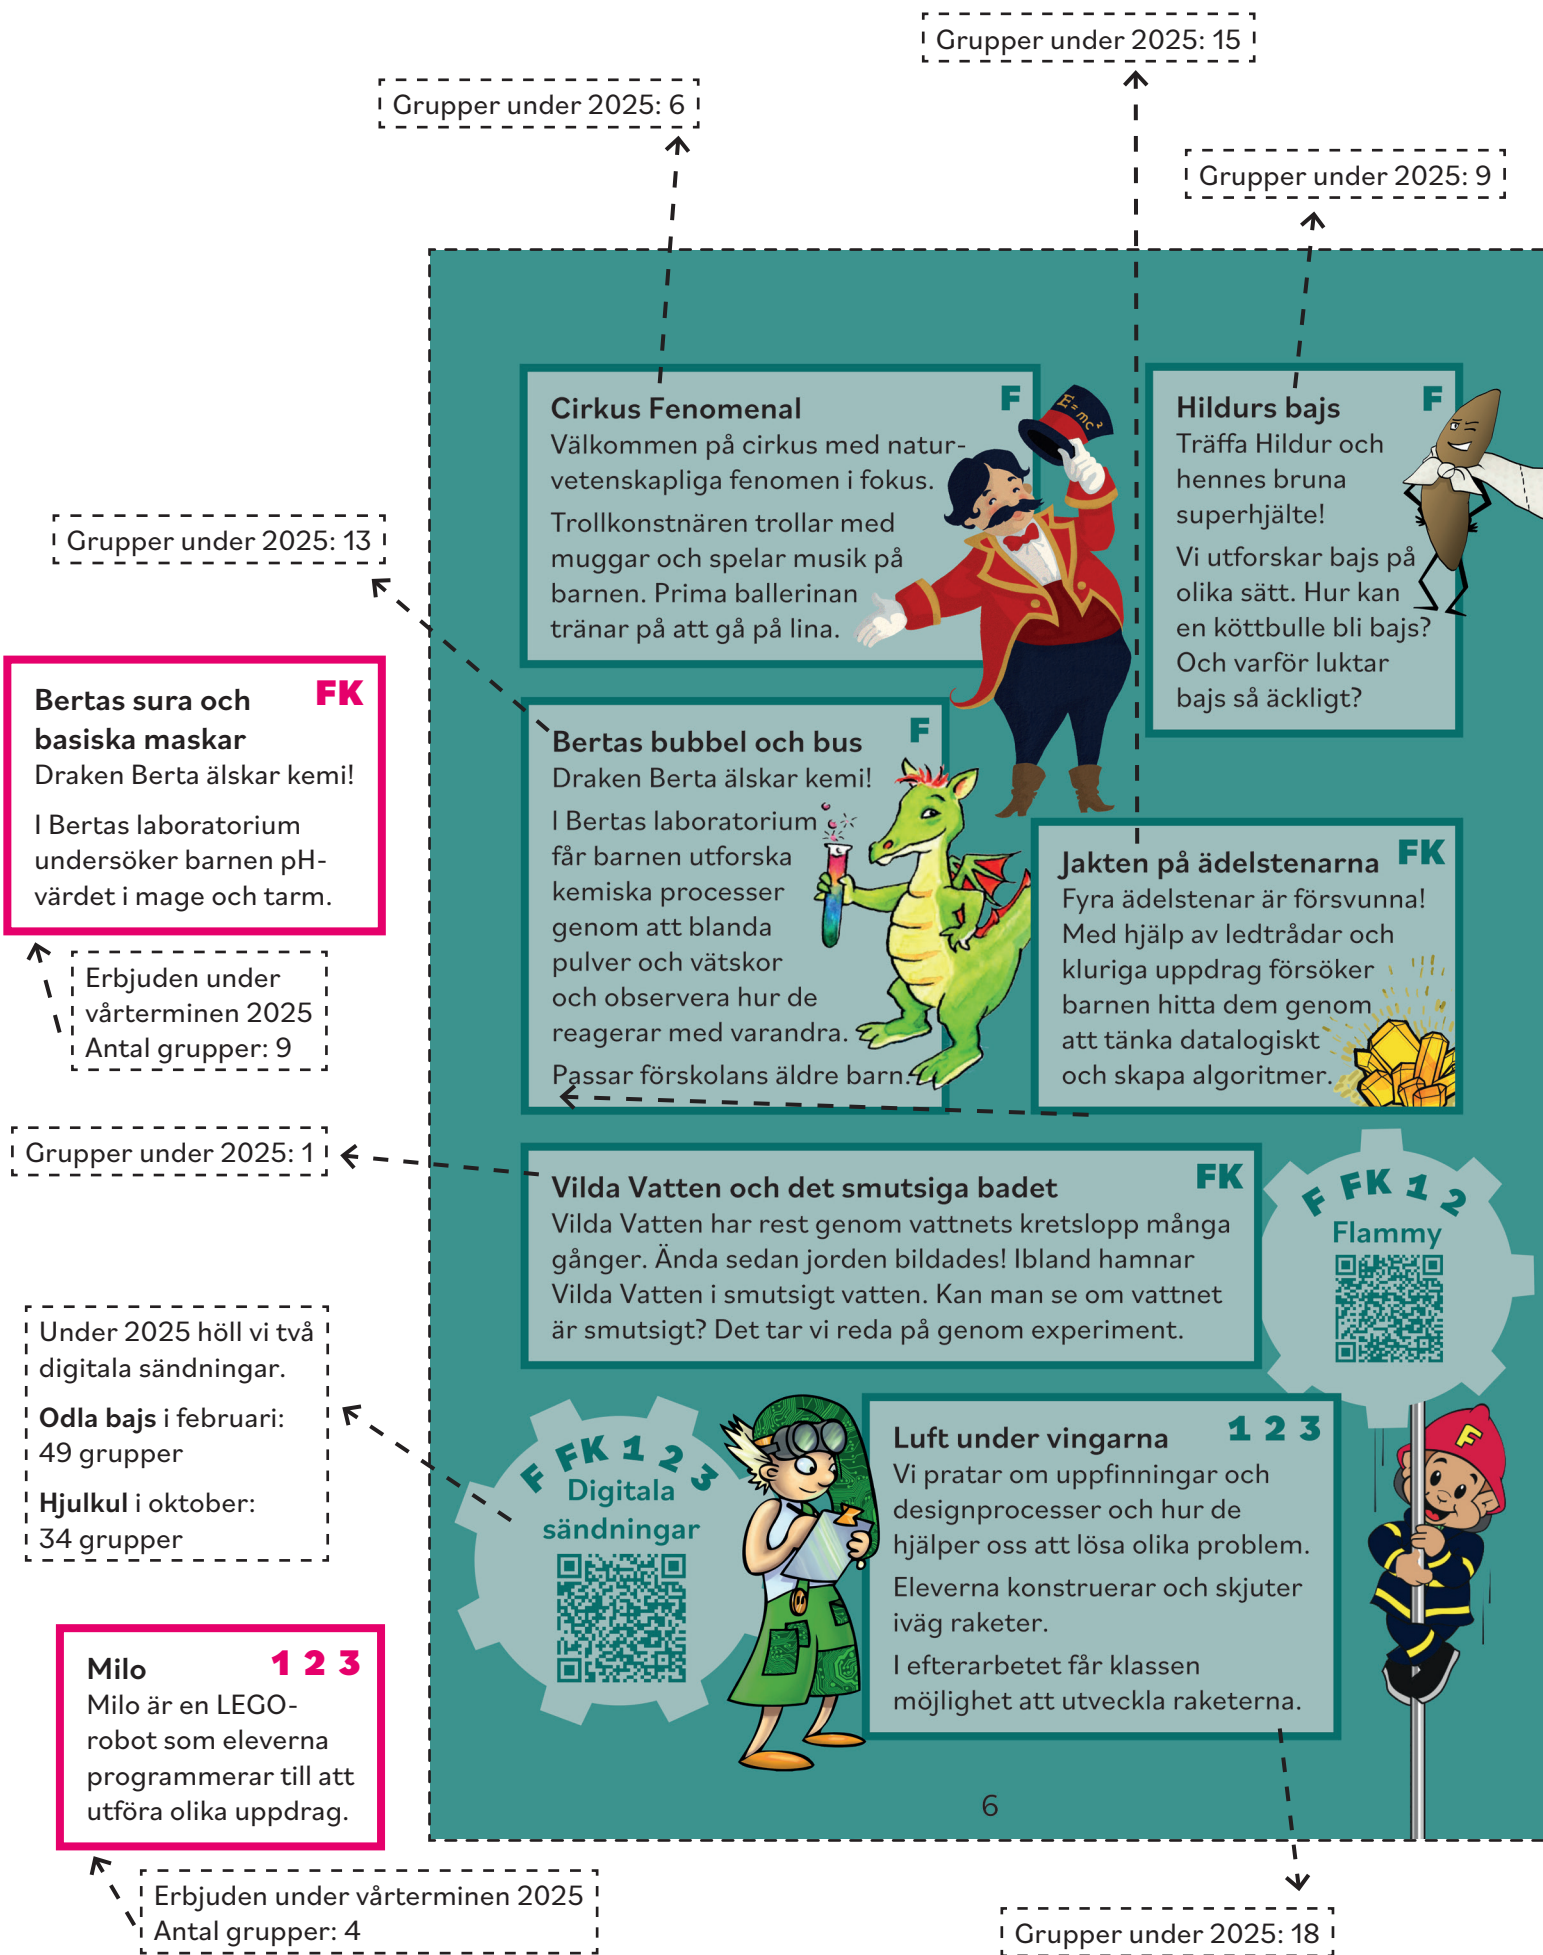 Grupper under 2025: 15
Grupper under 2025: 6
Grupper under 2025: 9
Cirkus Fenomenal F
Välkommen på cirkus med natur-
vetenskapliga fenomen i fokus.
Trollkonstnären trollar med
muggar och spelar musik på
barnen. Prima ballerinan
tränar på att gå på lina.
E=mc²
Hildurs bajs F
Träffa Hildur och
hennes bruna
superhjälte!
Vi utforskar bajs på
olika sätt. Hur kan
en köttbulle bli bajs?
Och varför luktar
bajs så äckligt?
Grupper under 2025: 13
Bertas sura och FK
basiska maskar
Draken Berta älskar kemi!
I Bertas laboratorium
undersöker barnen pH-
värdet i mage och tarm.
Erbjuden under
vårterminen 2025
Antal grupper: 9
Bertas bubbel och bus F
Draken Berta älskar kemi!
I Bertas laboratorium
får barnen utforska
kemiska processer
genom att blanda
pulver och vätskor
och observera hur de
reagerar med varandra.
Passar förskolans äldre barn.
Jakten på ädelstenarna FK
Fyra ädelstenar är försvunna!
Med hjälp av ledtrådar och
kluriga uppdrag försöker
barnen hitta dem genom
att tänka datalogiskt
och skapa algoritmer.
Grupper under 2025: 1
Vilda Vatten och det smutsiga badet FK
Vilda Vatten har rest genom vattnets kretslopp många
gånger. Ända sedan jorden bildades! Ibland hamnar
Vilda Vatten i smutsigt vatten. Kan man se om vattnet
är smutsigt? Det tar vi reda på genom experiment.
F FK 1 2
Flammy
Under 2025 höll vi två
digitala sändningar.
Odla bajs i februari:
49 grupper
Hjulkul i oktober:
34 grupper
F FK 1 2 3
Digitala
sändningar
Luft under vingarna 1 2 3
Vi pratar om uppfinningar och
designprocesser och hur de
hjälper oss att lösa olika problem.
Eleverna konstruerar och skjuter
iväg raketer.
I efterarbetet får klassen
möjlighet att utveckla raketerna.
F
Milo 1 2 3
Milo är en LEGO-
robot som eleverna
programmerar till att
utföra olika uppdrag.
6
Erbjuden under vårterminen 2025
Antal grupper: 4
Grupper under 2025: 18